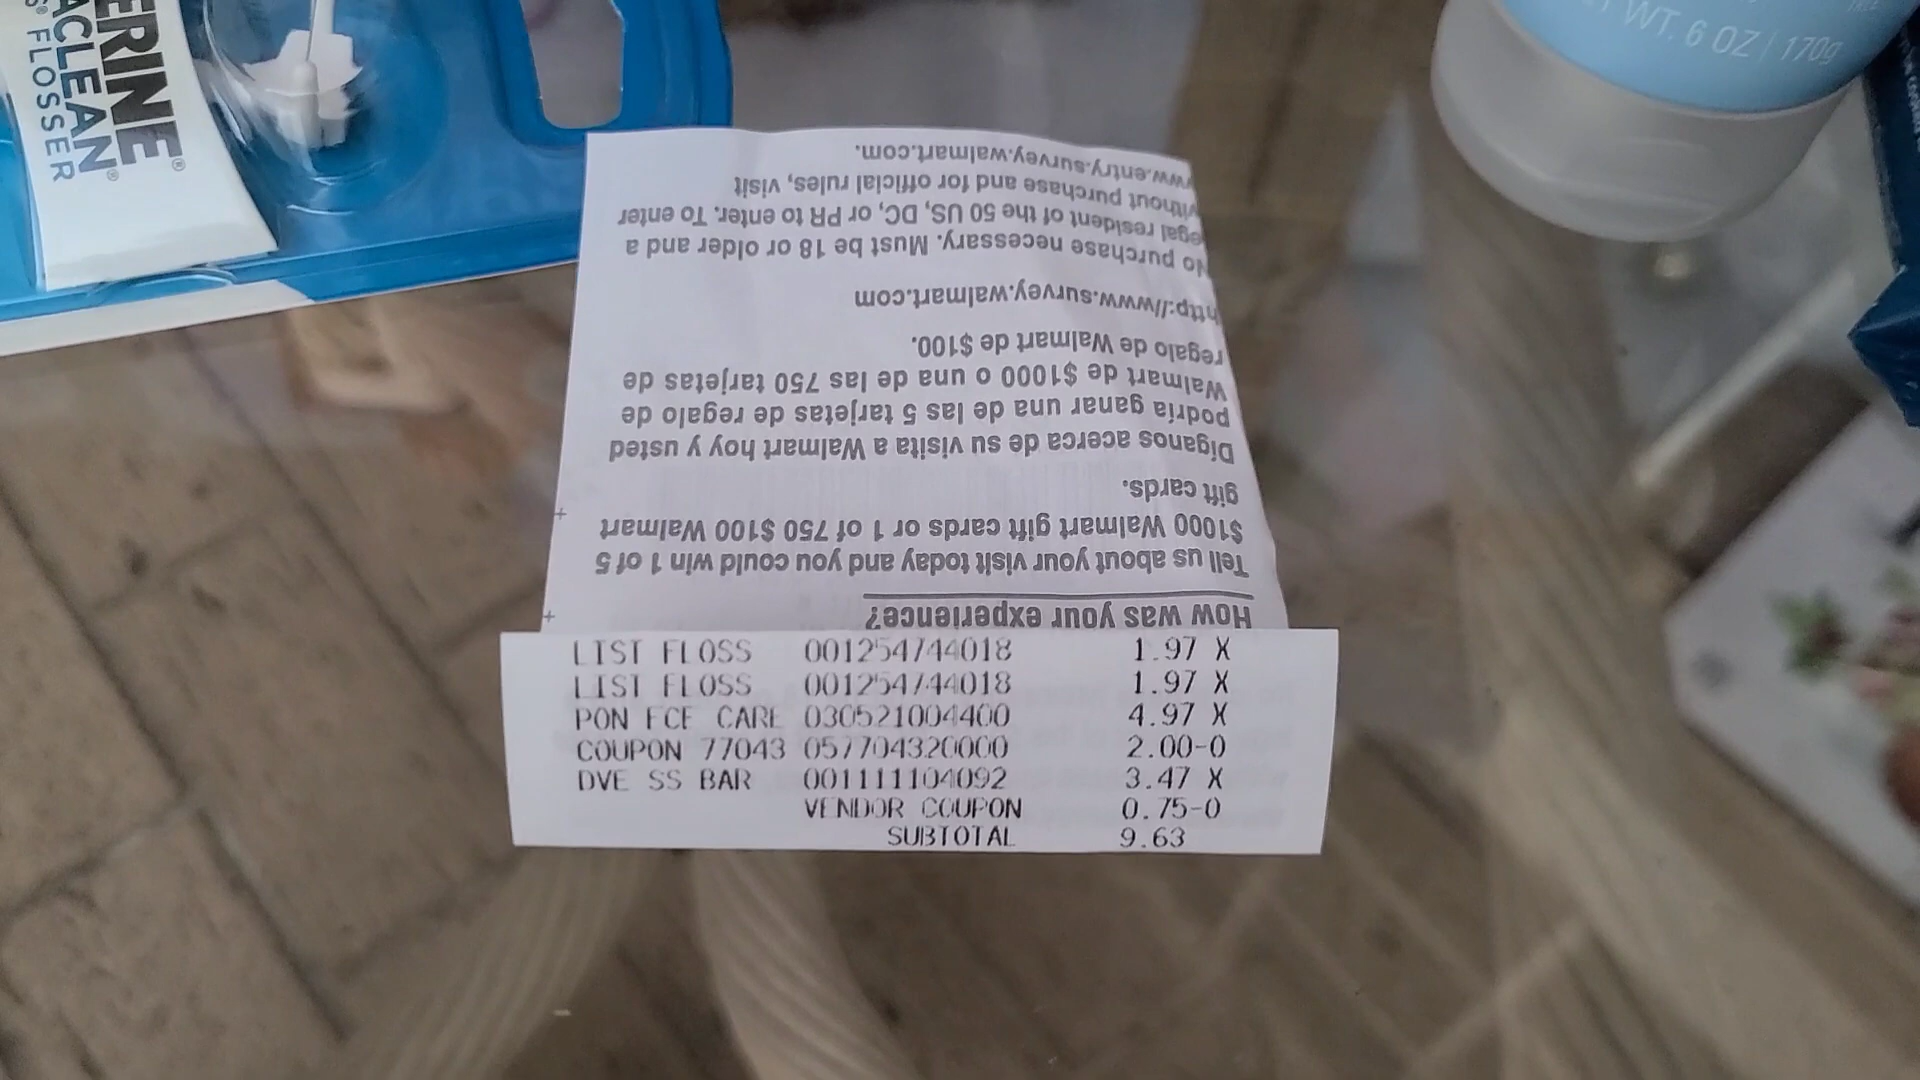 ERINE®
ACLEAN®
FLOSSER
WT. 6 OZ | 170g
LIST FLOSS 001254744018 1.97 X
LIST FLOSS 001254744018 1.97 X
PON FCE CARE 030521004400 4.97 X
COUPON 77043 057704320000 2.00-0
DVE SS BAR 001111104092 3.47 X
VENDOR COUPON 0.75-0
SUBTOTAL 9.63
How was your experience?
Tell us about your visit today and you could win 1 of 5
$1000 Walmart gift cards or 1 of 750 $100 Walmart
gift cards.
Díganos acerca de su visita a Walmart hoy y usted
podría ganar una de las 5 tarjetas de regalo de
Walmart de $1000 o una de las 750 tarjetas de
regalo de Walmart de $100.
http://www.survey.walmart.com
No purchase necessary. Must be 18 or older and a
legal resident of the 50 US, DC, or PR to enter. To enter
without purchase and for official rules, visit
www.entry.survey.walmart.com.